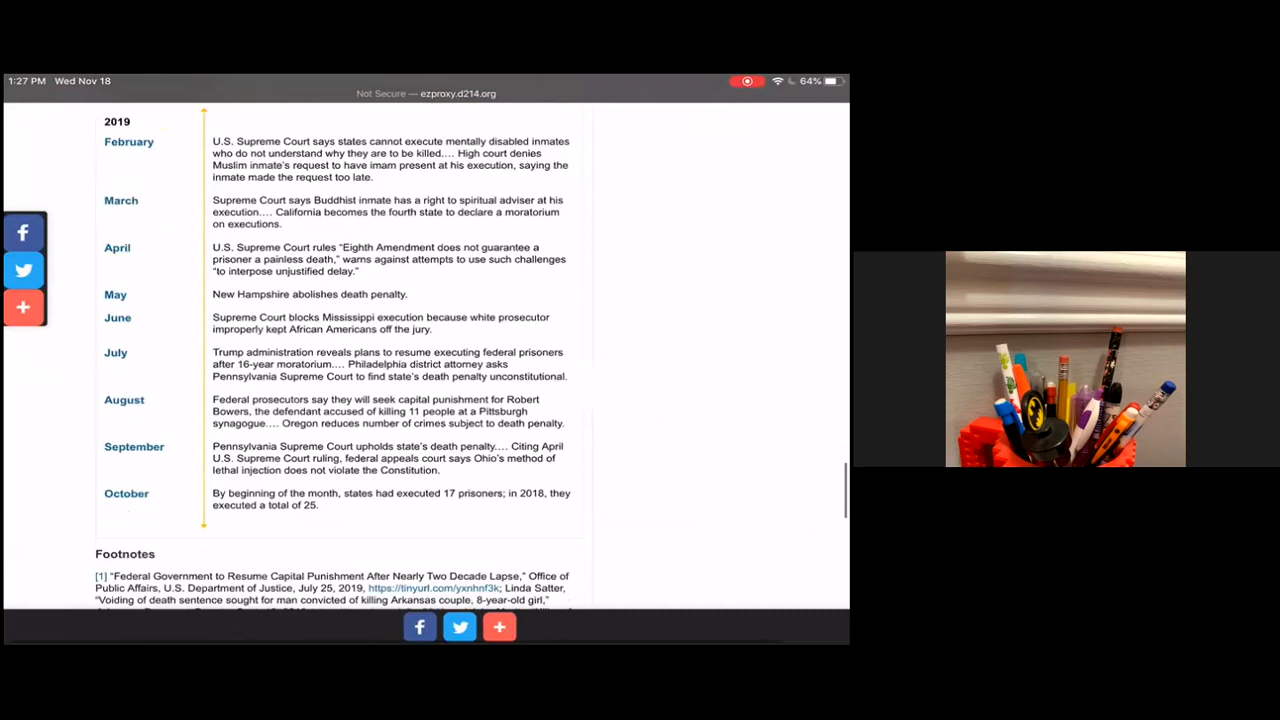 1:27 PM Wed Nov 18
64%
Not Secure — ezproxy.d214.org
2019
February
U.S. Supreme Court says states cannot execute mentally disabled inmates
who do not understand why they are to be killed.… High court denies
Muslim inmate's request to have imam present at his execution, saying the
inmate made the request too late.
March
Supreme Court says Buddhist inmate has a right to spiritual adviser at his
execution.… California becomes the fourth state to declare a moratorium
on executions.
April
U.S. Supreme Court rules “Eighth Amendment does not guarantee a
prisoner a painless death,” warns against attempts to use such challenges
“to interpose unjustified delay.”
May
New Hampshire abolishes death penalty.
June
Supreme Court blocks Mississippi execution because white prosecutor
improperly kept African Americans off the jury.
July
Trump administration reveals plans to resume executing federal prisoners
after 16-year moratorium.… Philadelphia district attorney asks
Pennsylvania Supreme Court to find state's death penalty unconstitutional.
August
Federal prosecutors say they will seek capital punishment for Robert
Bowers, the defendant accused of killing 11 people at a Pittsburgh
synagogue.… Oregon reduces number of crimes subject to death penalty.
September
Pennsylvania Supreme Court upholds state's death penalty.… Citing April
U.S. Supreme Court ruling, federal appeals court says Ohio's method of
lethal injection does not violate the Constitution.
October
By beginning of the month, states had executed 17 prisoners; in 2018, they
executed a total of 25.
Footnotes
[1] “Federal Government to Resume Capital Punishment After Nearly Two Decade Lapse,” Office of
Public Affairs, U.S. Department of Justice, July 25, 2019, https://tinyurl.com/yxnhnf3k; Linda Satter,
“Voiding of death sentence sought for man convicted of killing Arkansas couple, 8-year-old girl,”